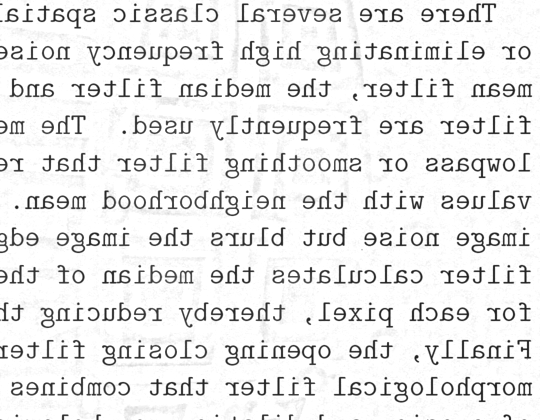 There are several classic spatial
or eliminating high frequency noise
mean filter, the median filter and
filter are frequently used. The me
lowpass or smoothing filter that re
values with the neighborhood mean.
image noise but blurs the image edg
filter calculates the median of the
for each pixel, thereby reducing th
Finally, the opening closing filter
morphological filter that combines